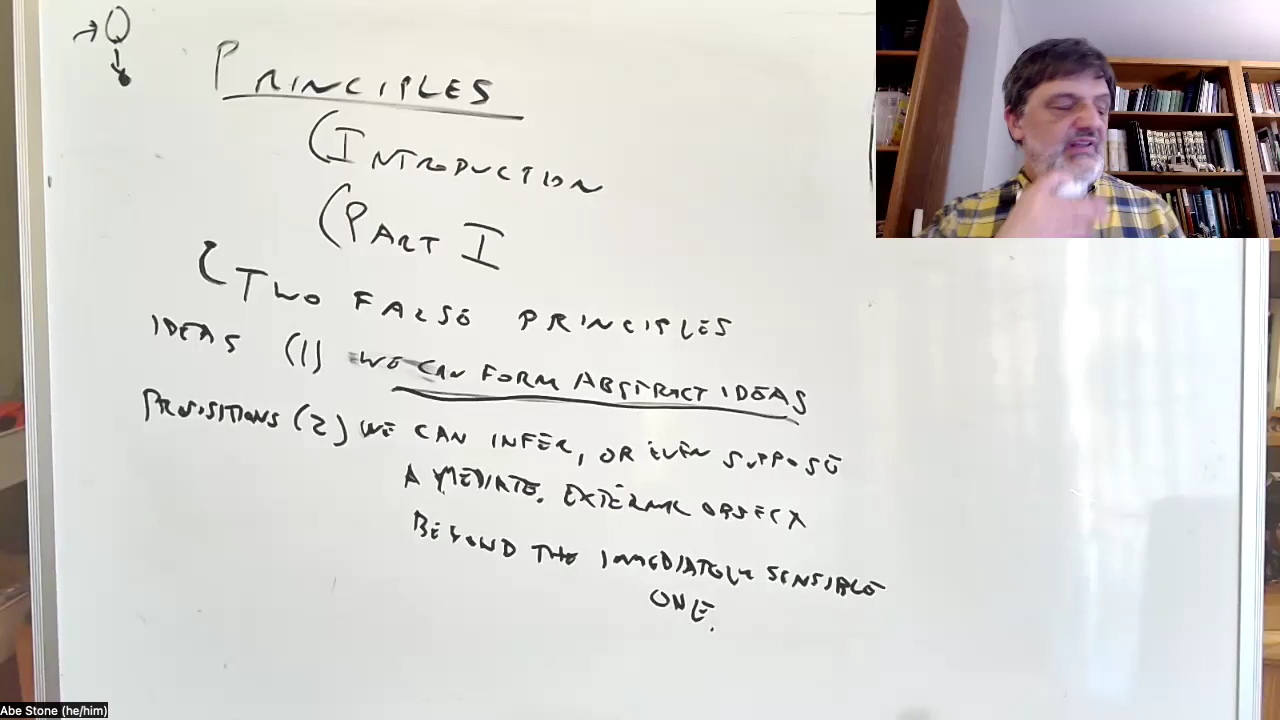 → Q
PRINCIPLES
(INTRODUCTION
(PART I
(TWO FALSE PRINCIPLES
IDEAS (1) WE CAN FORM ABSTRACT IDEAS
PROPOSITIONS (2) WE CAN INFER, OR EVEN SUPPOSE
A MEDIATE, EXTERNAL OBJECT
BEYOND THE IMMEDIATELY SENSIBLE
ONE.
Abe Stone (he/him)